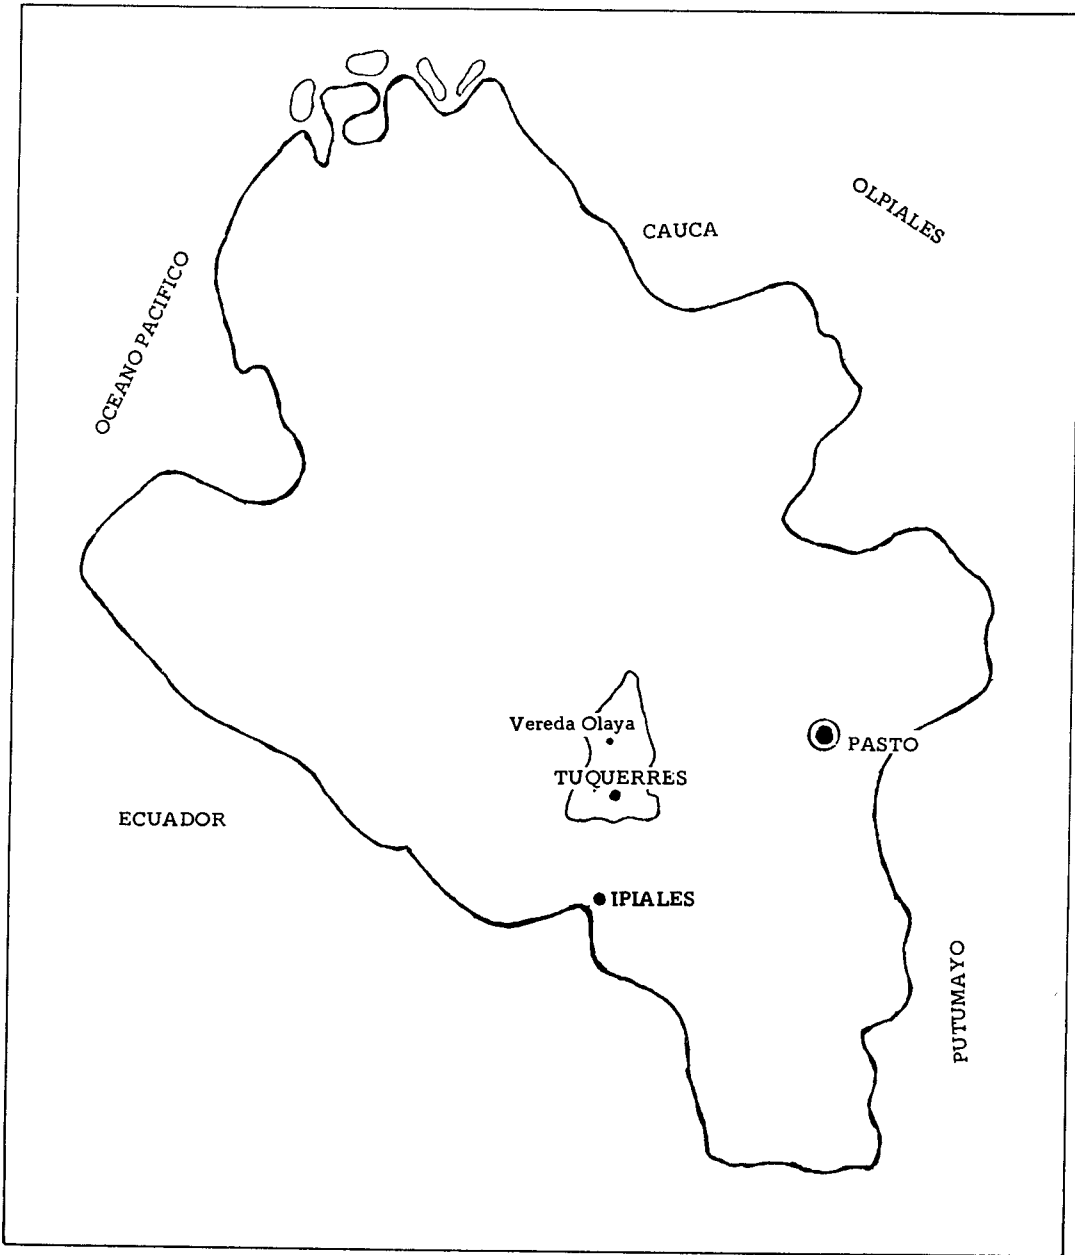 OLPIALES
CAUCA
OCEANO PACIFICO
Vereda Olaya
PASTO
TUQUERRES
ECUADOR
IPIALES
PUTUMAYO